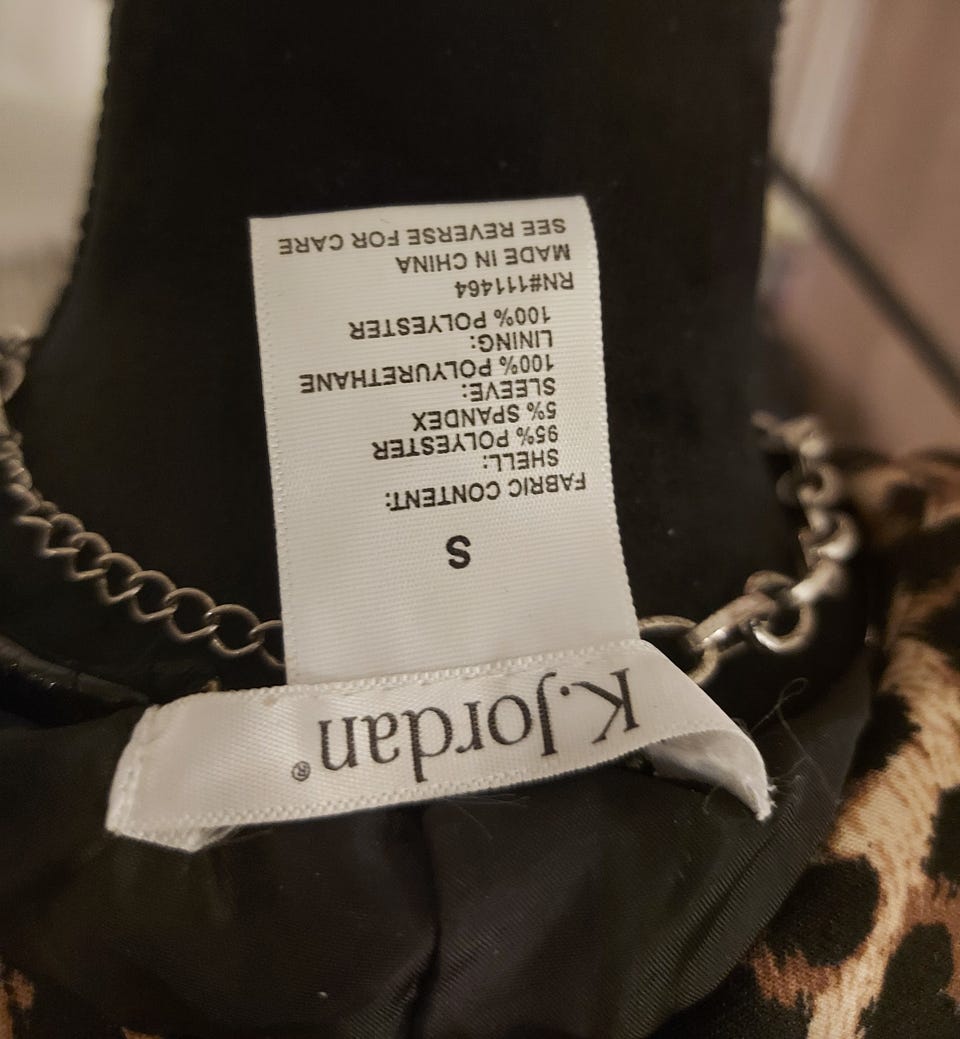 K.Jordan®
S
FABRIC CONTENT:
SHELL:
95% POLYESTER
5% SPANDEX
SLEEVE:
100% POLYURETHANE
LINING:
100% POLYESTER
RN#111464
MADE IN CHINA
SEE REVERSE FOR CARE